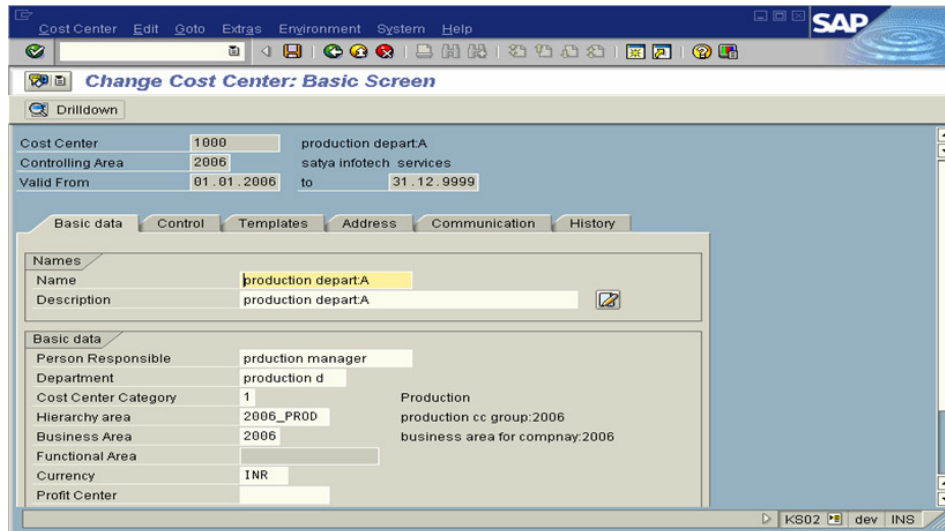 Cost Center Edit Goto Extras Environment System Help
SAP
Change Cost Center: Basic Screen
Drilldown
Cost Center 1000 production depart:A
Controlling Area 2006 satya infotech services
Valid From 01.01.2006 to 31.12.9999
Basic data Control Templates Address Communication History
Names
Name production depart:A
Description production depart:A
Basic data
Person Responsible prduction manager
Department production d
Cost Center Category 1 Production
Hierarchy area 2006_PROD production cc group:2006
Business Area 2006 business area for compnay:2006
Functional Area
Currency INR
Profit Center
KS02 dev INS